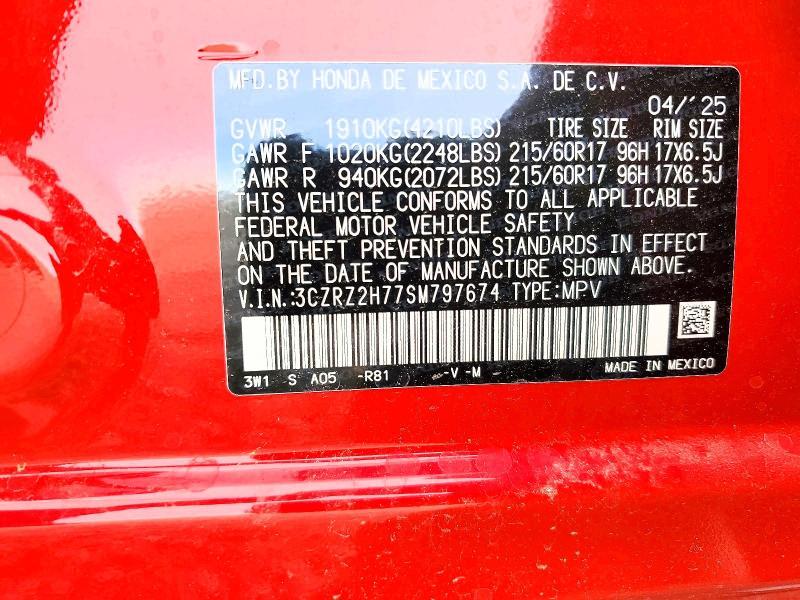 MFD.BY HONDA DE MEXICO S.A. DE C.V.
04/'25
GVWR 1910KG(4210LBS) TIRE SIZE RIM SIZE
GAWR F 1020KG(2248LBS) 215/60R17 96H 17X6.5J
GAWR R 940KG(2072LBS) 215/60R17 96H 17X6.5J
THIS VEHICLE CONFORMS TO ALL APPLICABLE
FEDERAL MOTOR VEHICLE SAFETY
AND THEFT PREVENTION STANDARDS IN EFFECT
ON THE DATE OF MANUFACTURE SHOWN ABOVE.
V.I.N.:3CZRZ2H77SM797674 TYPE:MPV
3W1 S A05 -R81 -V -M
MADE IN MEXICO